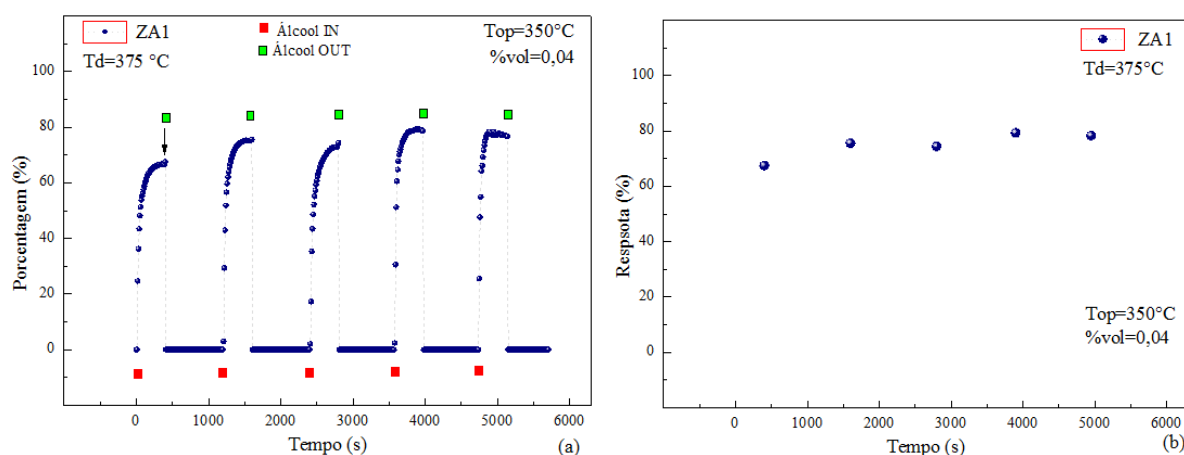 ZA1
Td=375 °C
Álcool IN
Álcool OUT
Top=350°C
%vol=0,04
Porcentagem (%)
100
80
60
40
20
0
0 1000 2000 3000 4000 5000 6000
Tempo (s)
(a)
ZA1
Td=375°C
Respsota (%)
100
80
60
40
20
0
Top=350°C
%vol=0,04
0 1000 2000 3000 4000 5000 6000
Tempo (s)
(b)